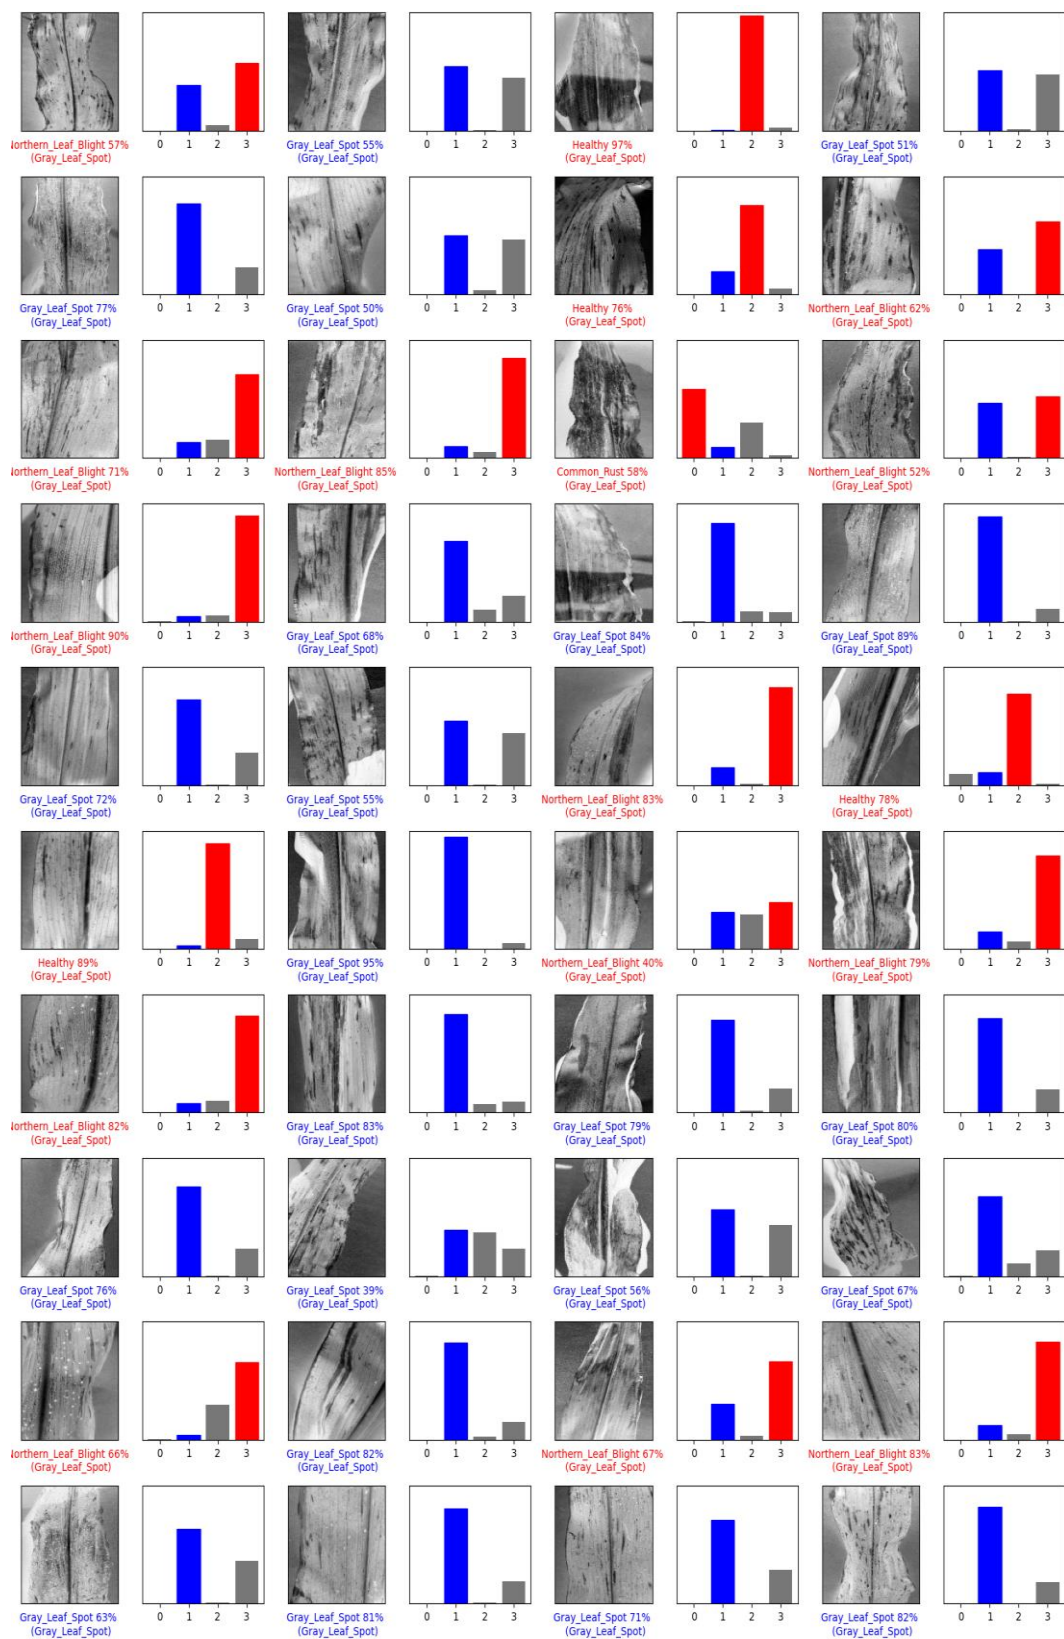 0 1 2 3 0 1 2 3 0 1 2 3 0 1 2 3
Northern_Leaf_Blight 57% Gray_Leaf_Spot 55% Healthy 97% Gray_Leaf_Spot 51%
(Gray_Leaf_Spot) (Gray_Leaf_Spot) (Gray_Leaf_Spot) (Gray_Leaf_Spot)
0 1 2 3 0 1 2 3 0 1 2 3 0 1 2 3
Gray_Leaf_Spot 77% Gray_Leaf_Spot 50% Healthy 76% Northern_Leaf_Blight 62%
(Gray_Leaf_Spot) (Gray_Leaf_Spot) (Gray_Leaf_Spot) (Gray_Leaf_Spot)
0 1 2 3 0 1 2 3 0 1 2 3 0 1 2 3
Northern_Leaf_Blight 71% Northern_Leaf_Blight 85% Common_Rust 58% Northern_Leaf_Blight 52%
(Gray_Leaf_Spot) (Gray_Leaf_Spot) (Gray_Leaf_Spot) (Gray_Leaf_Spot)
0 1 2 3 0 1 2 3 0 1 2 3 0 1 2 3
Northern_Leaf_Blight 90% Gray_Leaf_Spot 68% Gray_Leaf_Spot 84% Gray_Leaf_Spot 89%
(Gray_Leaf_Spot) (Gray_Leaf_Spot) (Gray_Leaf_Spot) (Gray_Leaf_Spot)
0 1 2 3 0 1 2 3 0 1 2 3 0 1 2 3
Gray_Leaf_Spot 72% Gray_Leaf_Spot 55% Northern_Leaf_Blight 83% Healthy 78%
(Gray_Leaf_Spot) (Gray_Leaf_Spot) (Gray_Leaf_Spot) (Gray_Leaf_Spot)
0 1 2 3 0 1 2 3 0 1 2 3 0 1 2 3
Healthy 89% Gray_Leaf_Spot 95% Northern_Leaf_Blight 40% Northern_Leaf_Blight 79%
(Gray_Leaf_Spot) (Gray_Leaf_Spot) (Gray_Leaf_Spot) (Gray_Leaf_Spot)
0 1 2 3 0 1 2 3 0 1 2 3 0 1 2 3
Northern_Leaf_Blight 82% Gray_Leaf_Spot 83% Gray_Leaf_Spot 79% Gray_Leaf_Spot 80%
(Gray_Leaf_Spot) (Gray_Leaf_Spot) (Gray_Leaf_Spot) (Gray_Leaf_Spot)
0 1 2 3 0 1 2 3 0 1 2 3 0 1 2 3
Gray_Leaf_Spot 76% Gray_Leaf_Spot 39% Gray_Leaf_Spot 56% Gray_Leaf_Spot 67%
(Gray_Leaf_Spot) (Gray_Leaf_Spot) (Gray_Leaf_Spot) (Gray_Leaf_Spot)
0 1 2 3 0 1 2 3 0 1 2 3 0 1 2 3
Northern_Leaf_Blight 66% Gray_Leaf_Spot 82% Northern_Leaf_Blight 67% Northern_Leaf_Blight 83%
(Gray_Leaf_Spot) (Gray_Leaf_Spot) (Gray_Leaf_Spot) (Gray_Leaf_Spot)
0 1 2 3 0 1 2 3 0 1 2 3 0 1 2 3
Gray_Leaf_Spot 63% Gray_Leaf_Spot 81% Gray_Leaf_Spot 71% Gray_Leaf_Spot 82%
(Gray_Leaf_Spot) (Gray_Leaf_Spot) (Gray_Leaf_Spot) (Gray_Leaf_Spot)